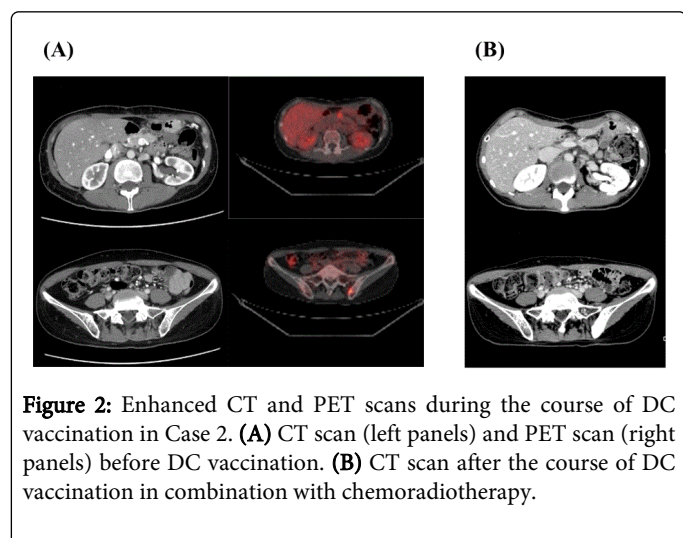 (A)
(B)
Figure 2: Enhanced CT and PET scans during the course of DC
vaccination in Case 2. (A) CT scan (left panels) and PET scan (right
panels) before DC vaccination. (B) CT scan after the course of DC
vaccination in combination with chemoradiotherapy.